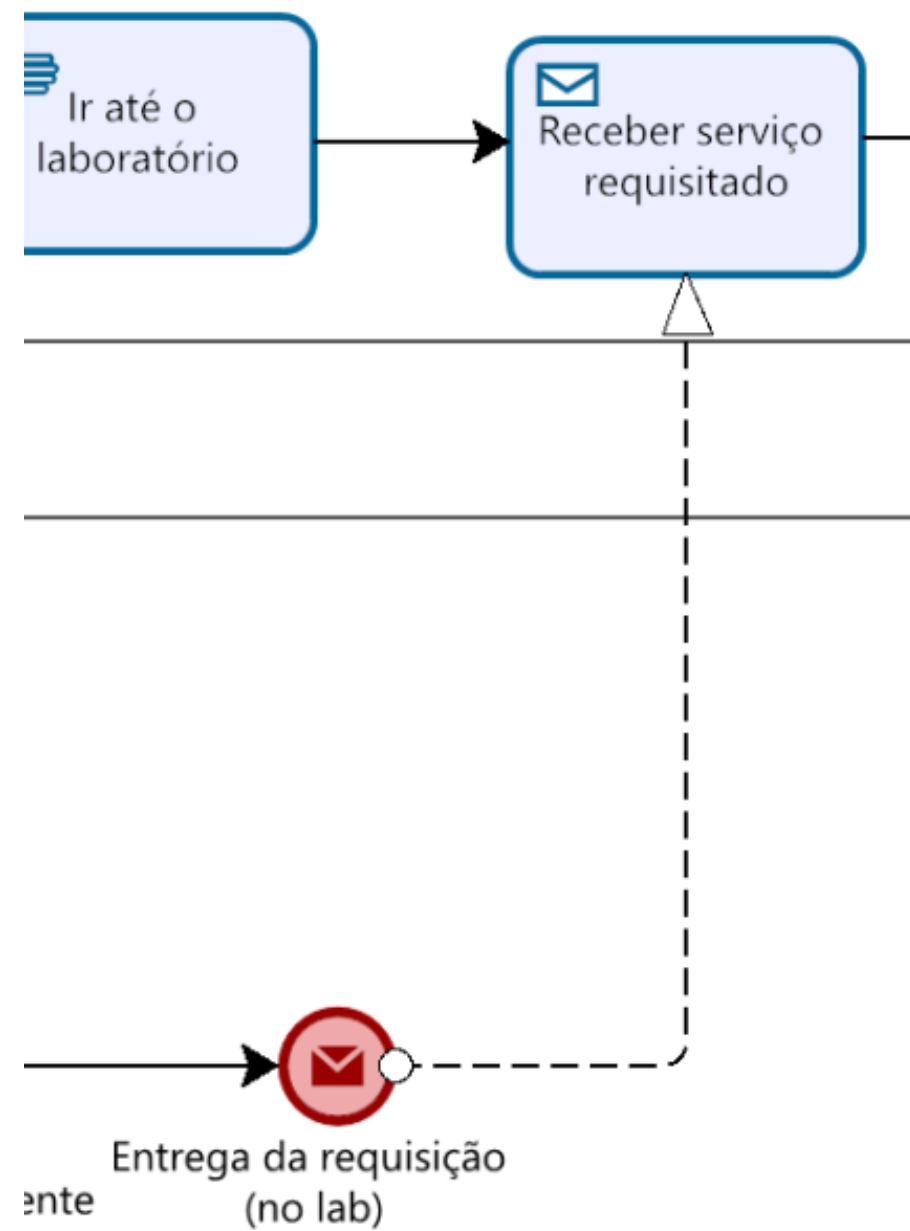 Ir até o
laboratório
Receber serviço
requisitado
Entrega da requisição
(no lab)